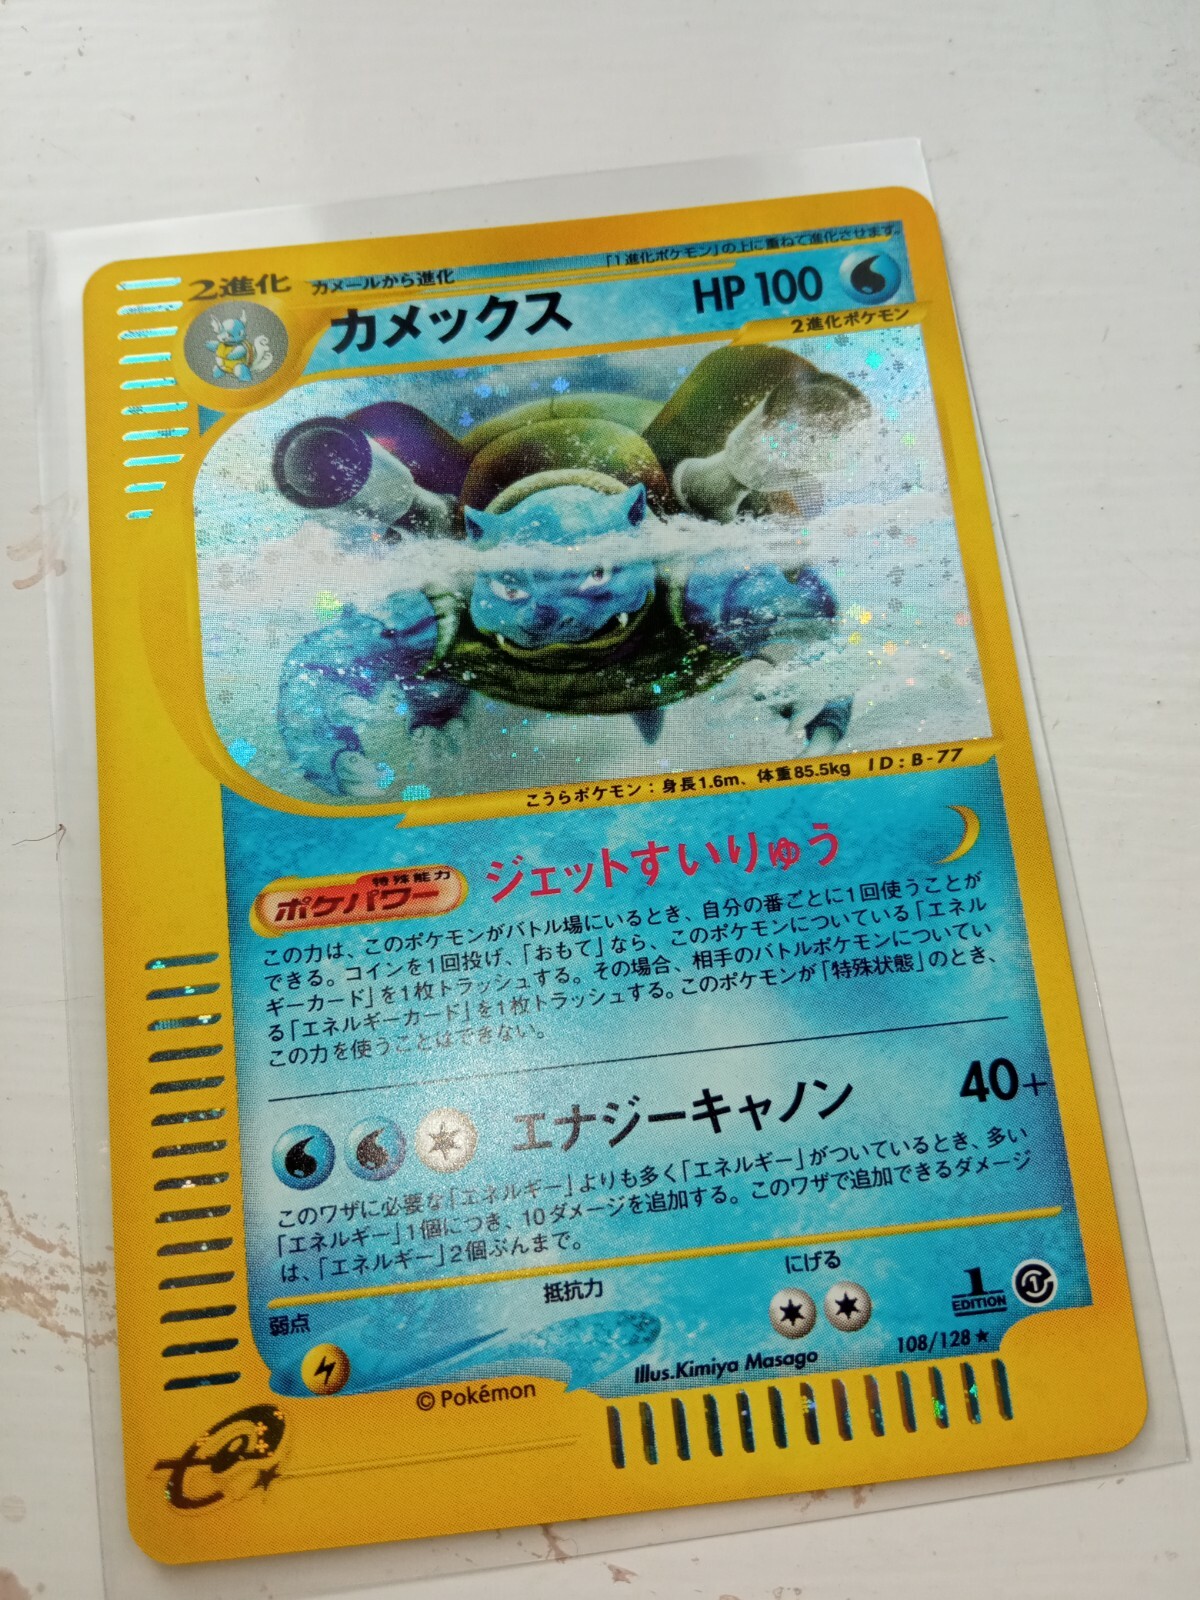 2進化
カメールから進化
「1進化ポケモン」の上に重ねて進化させます。
カメックス
HP 100
2進化ポケモン
こうらポケモン：身長1.6m、体重85.5kg ID:B-77
特殊能力
ポケパワー
ジェットすいりゅう
この力は、このポケモンがバトル場にいるとき、自分の番ごとに1回使うことが
できる。コインを1回投げ、「おもて」なら、このポケモンについている「エネル
ギーカード」を1枚トラッシュする。その場合、相手のバトルポケモンについてい
る「エネルギーカード」を1枚トラッシュする。このポケモンが「特殊状態」のとき、
この力を使うことはできない。
エナジーキャノン
40+
このワザに必要な「エネルギー」よりも多く「エネルギー」がついているとき、多い
「エネルギー」1個につき、10ダメージを追加する。このワザで追加できるダメージ
は、「エネルギー」2個ぶんまで。
弱点
抵抗力
にげる
1
EDITION
108/128 ★
Illus.Kimiya Masago
© Pokémon